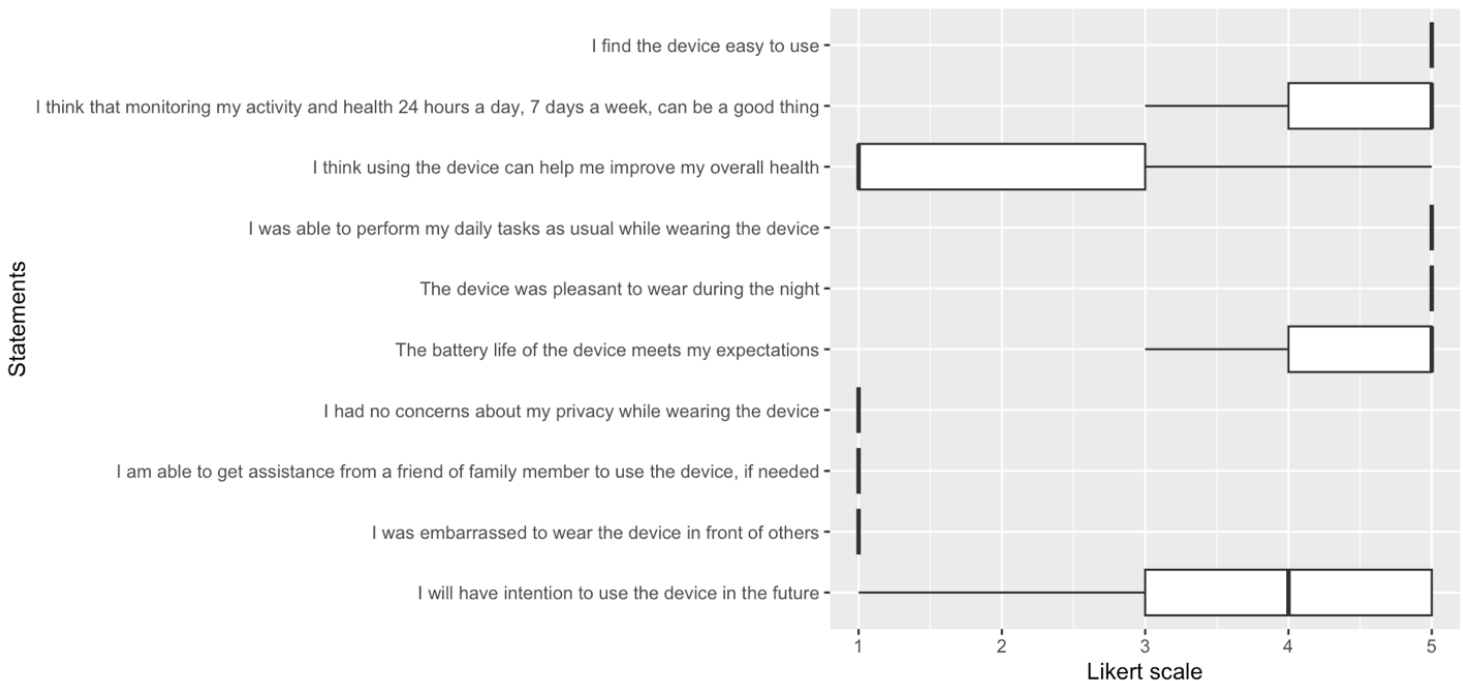 I find the device easy to use
I think that monitoring my activity and health 24 hours a day, 7 days a week, can be a good thing
I think using the device can help me improve my overall health
I was able to perform my daily tasks as usual while wearing the device
The device was pleasant to wear during the night
The battery life of the device meets my expectations
I had no concerns about my privacy while wearing the device
I am able to get assistance from a friend of family member to use the device, if needed
I was embarrassed to wear the device in front of others
I will have intention to use the device in the future
Statements
1 2 3 4 5
Likert scale